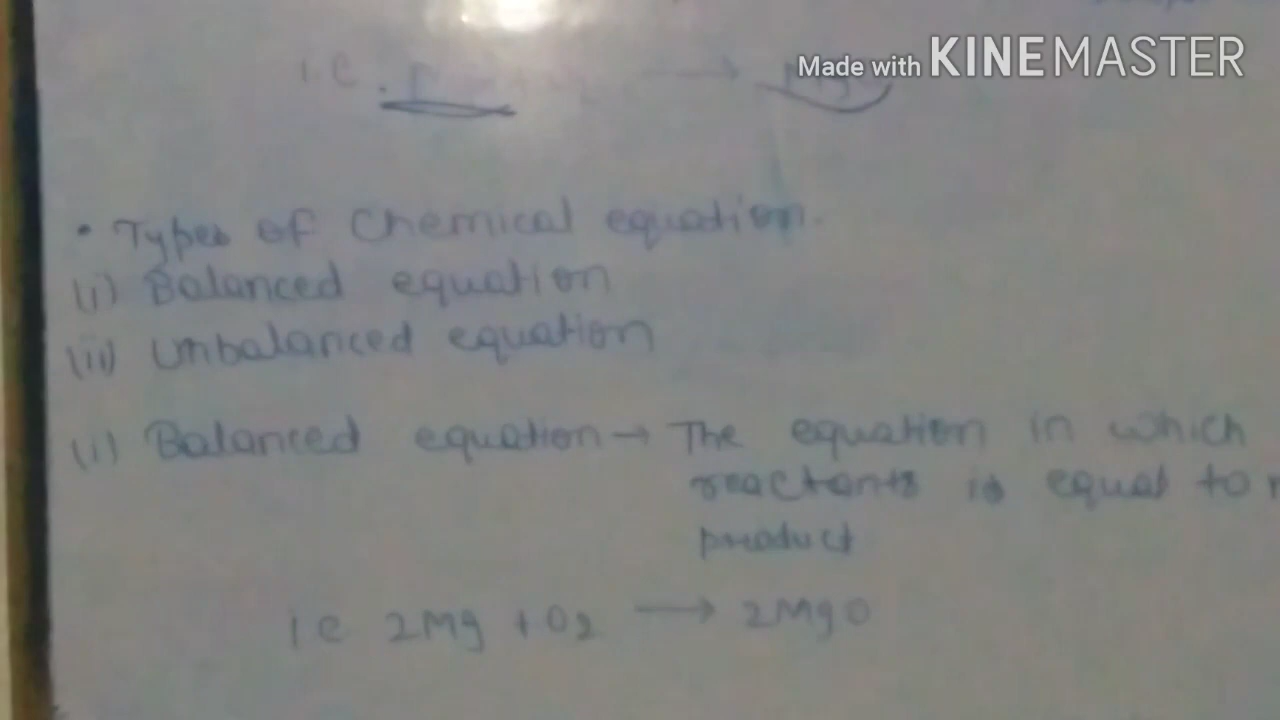 Made with KINEMASTER
i.e. →
• Types of Chemical equation.
(i) Balanced equation
(ii) Unbalanced equation
(i) Balanced equation → The equation in which
reactants is equal to
product
i e 2Mg + O2 → 2MgO